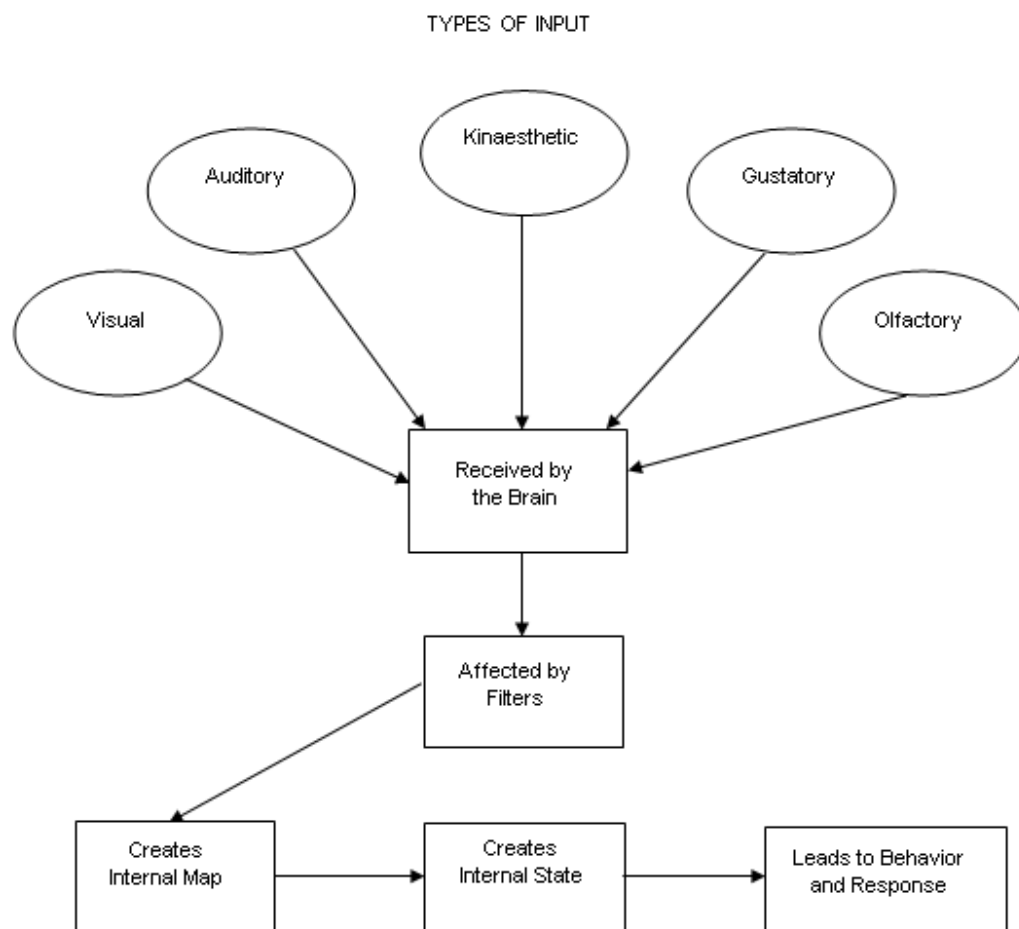 TYPES OF INPUT
Kinaesthetic
Auditory
Gustatory
Visual
Olfactory
Received by
the Brain
Affected by
Filters
Creates
Internal Map
Creates
Internal State
Leads to Behavior
and Response